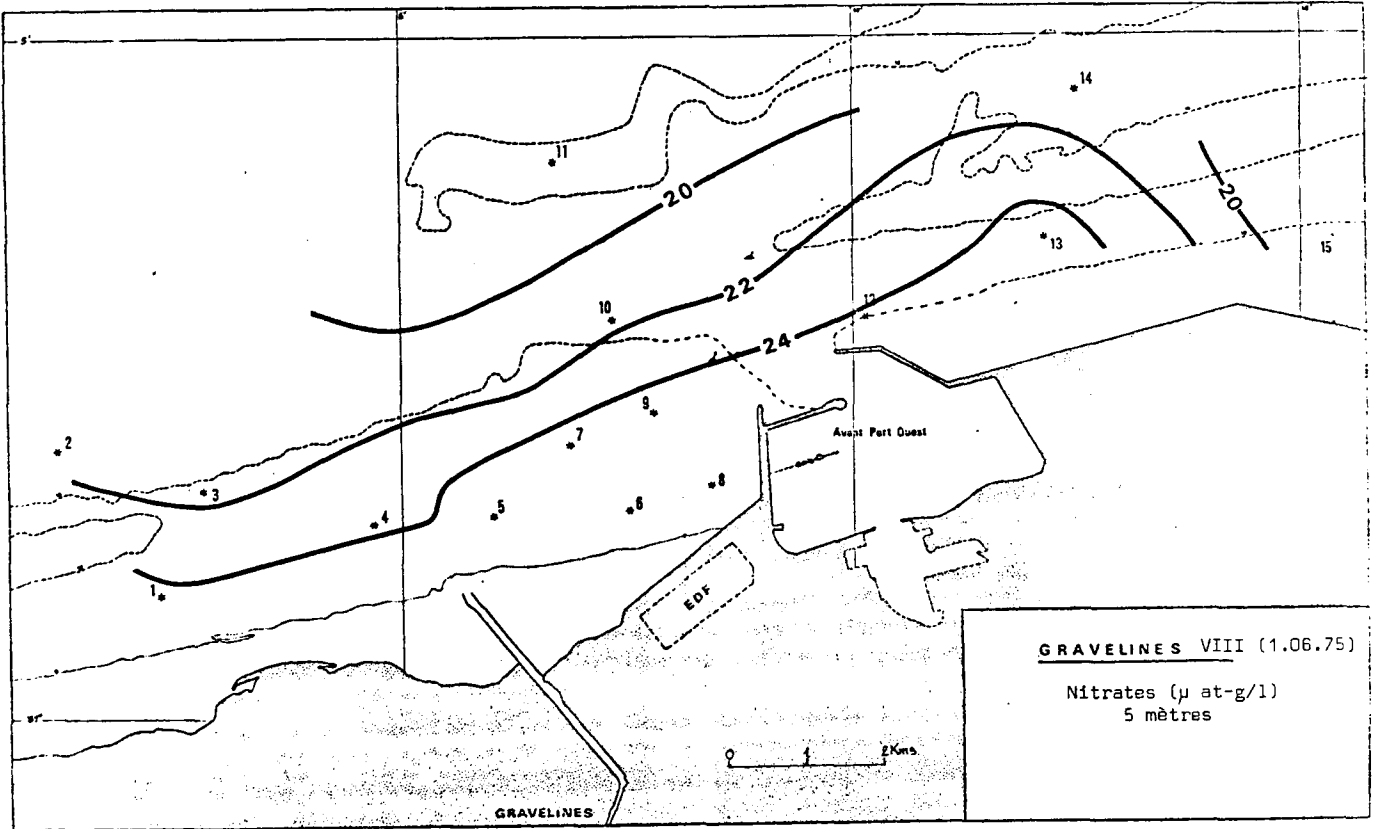 5'
14
11
20
20
13
15
22
10
12
24
9
Avant Port Ouest
7
2
3
8
4
5
6
1
EDF
GRAVELINES VIII (1.06.75)
Nitrates (µ at-g/l)
5 mètres
0 1 2Kms
GRAVELINES